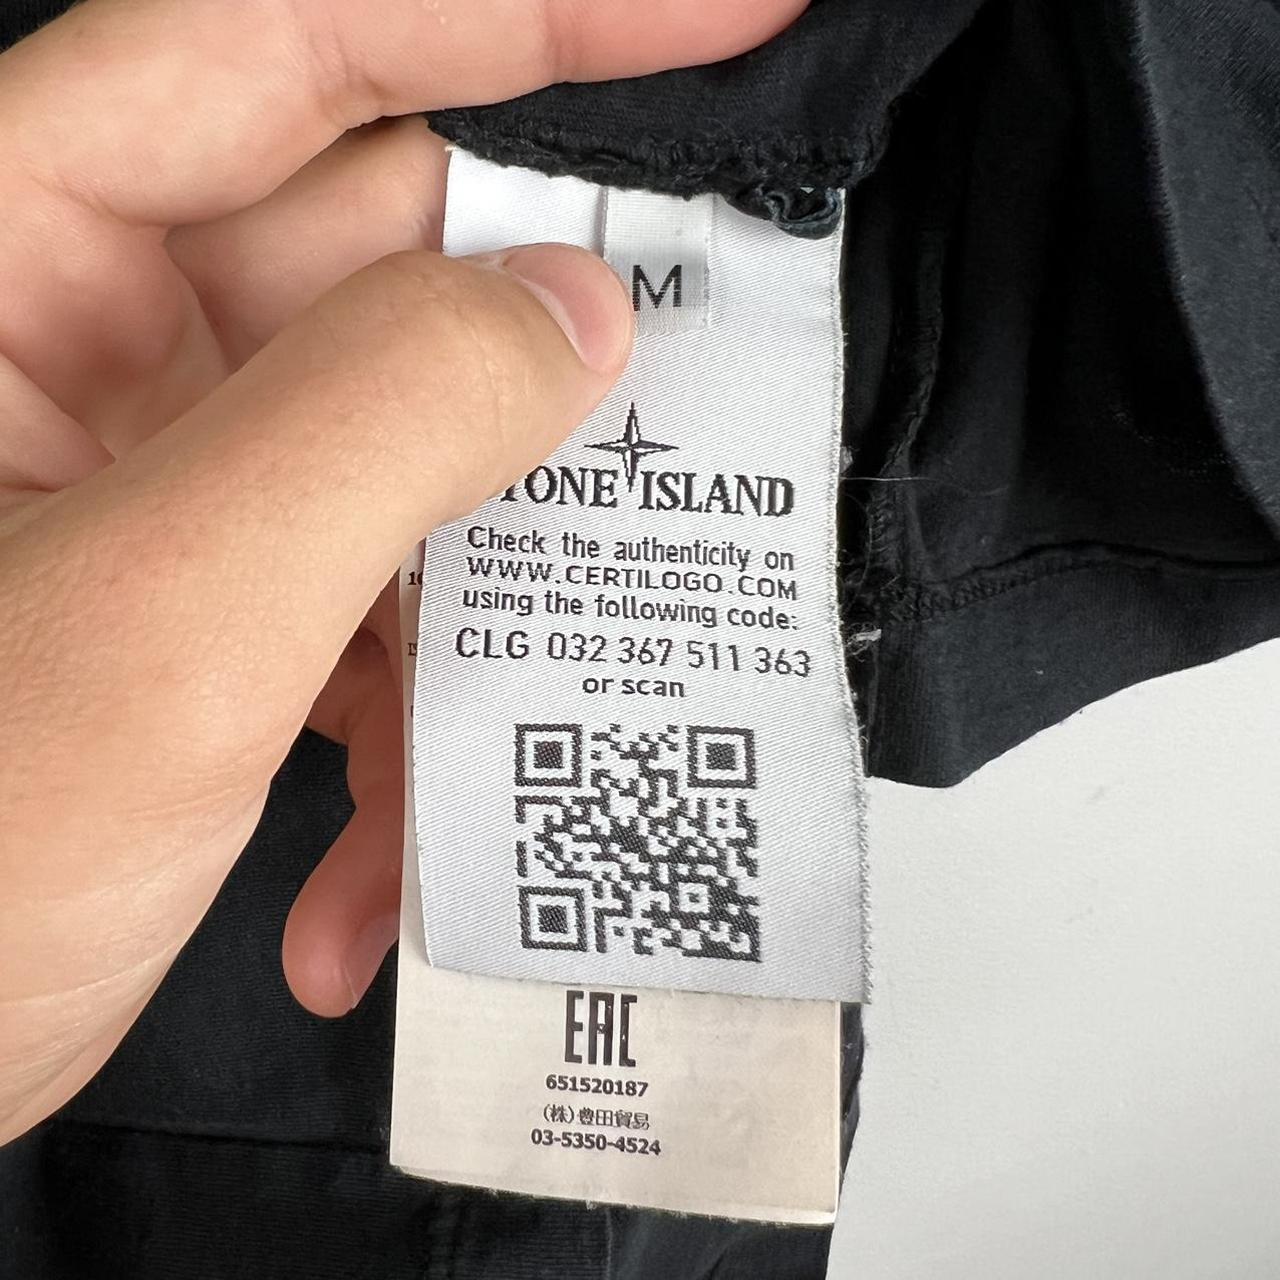 M
TONE ISLAND
Check the authenticity on
WWW.CERTILOGO.COM
using the following code:
CLG 032 367 511 363
or scan
EAC
651520187
(株)豊田貿易
03-5350-4524